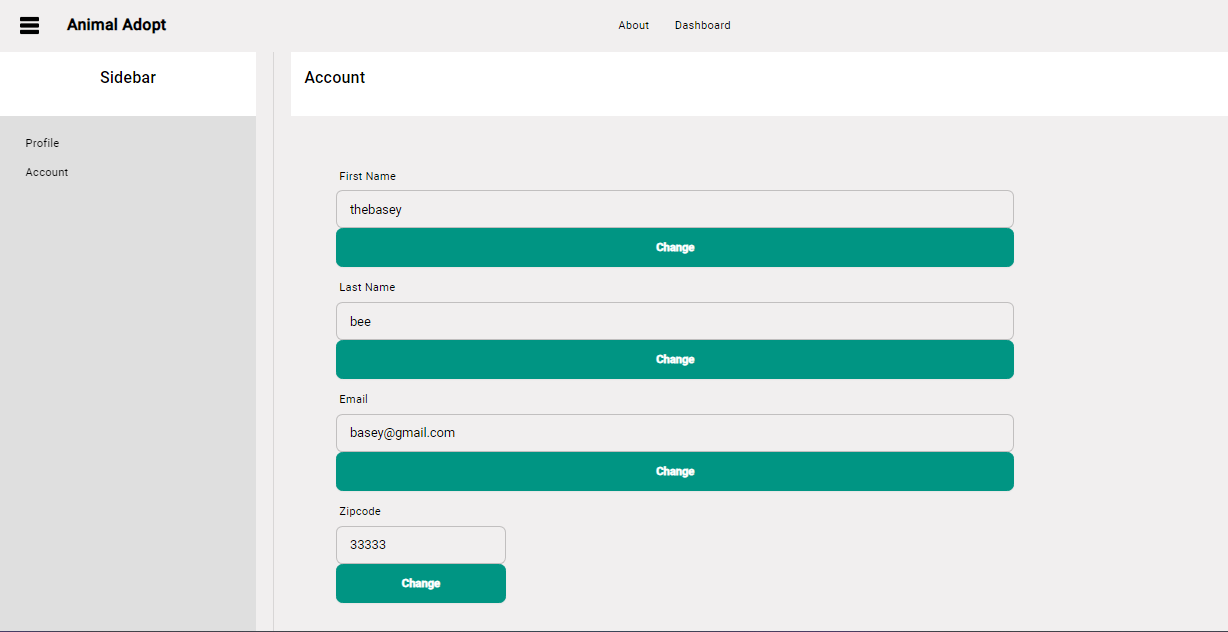 Animal Adopt
About
Dashboard
Sidebar
Account
Profile
Account
First Name
thebasey
Change
Last Name
bee
Change
Email
basey@gmail.com
Change
Zipcode
33333
Change